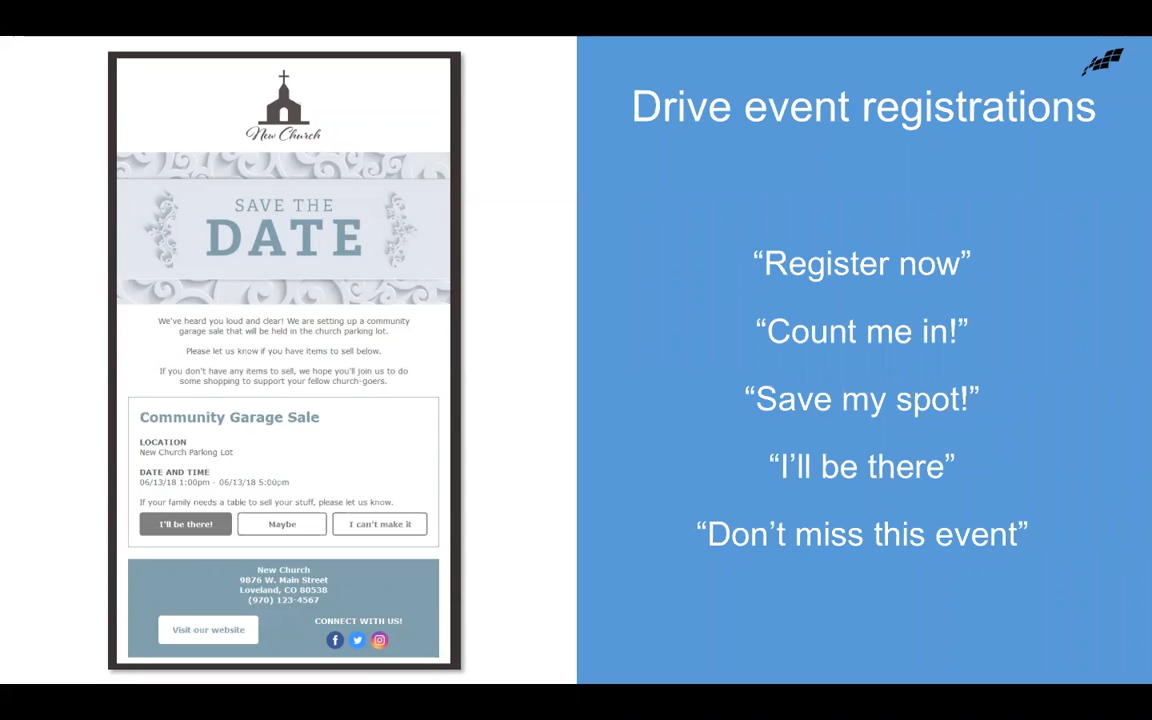 New Church
SAVE THE
DATE
We've heard you loud and clear! We are setting up a community
garage sale that will be held in the church parking lot.
Please let us know if you have items to sell below.
If you don't have any items to sell, we hope you'll join us to do
some shopping to support your fellow church-goers.
Community Garage Sale
LOCATION
New Church Parking Lot
DATE AND TIME
06/13/18 1:00pm - 06/13/18 5:00pm
If your family needs a table to sell your stuff, please let us know.
I'll be there!
Maybe
I can't make it
New Church
9876 W. Main Street
Loveland, CO 80538
(970) 123-4567
Visit our website
CONNECT WITH US!
Drive event registrations
“Register now”
“Count me in!”
“Save my spot!”
“I’ll be there”
“Don’t miss this event”